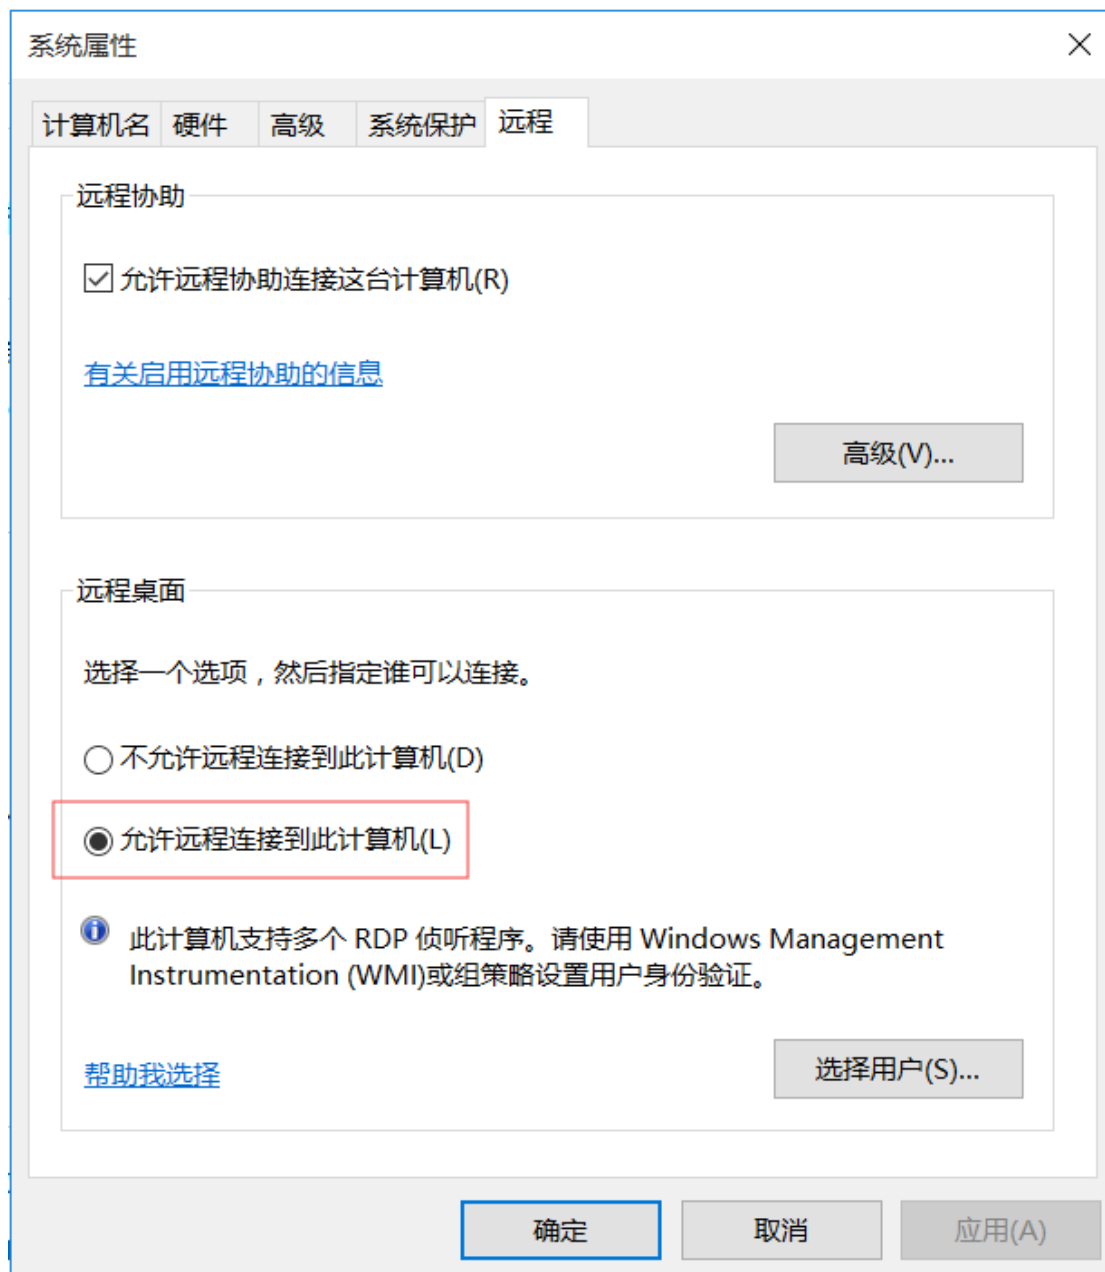 系统属性
计算机名 硬件 高级 系统保护 远程
远程协助
允许远程协助连接这台计算机(R)
有关启用远程协助的信息
高级(V)...
远程桌面
选择一个选项，然后指定谁可以连接。
不允许远程连接到此计算机(D)
允许远程连接到此计算机(L)
此计算机支持多个 RDP 侦听程序。请使用 Windows Management
Instrumentation (WMI)或组策略设置用户身份验证。
帮助我选择
选择用户(S)...
确定 取消 应用(A)